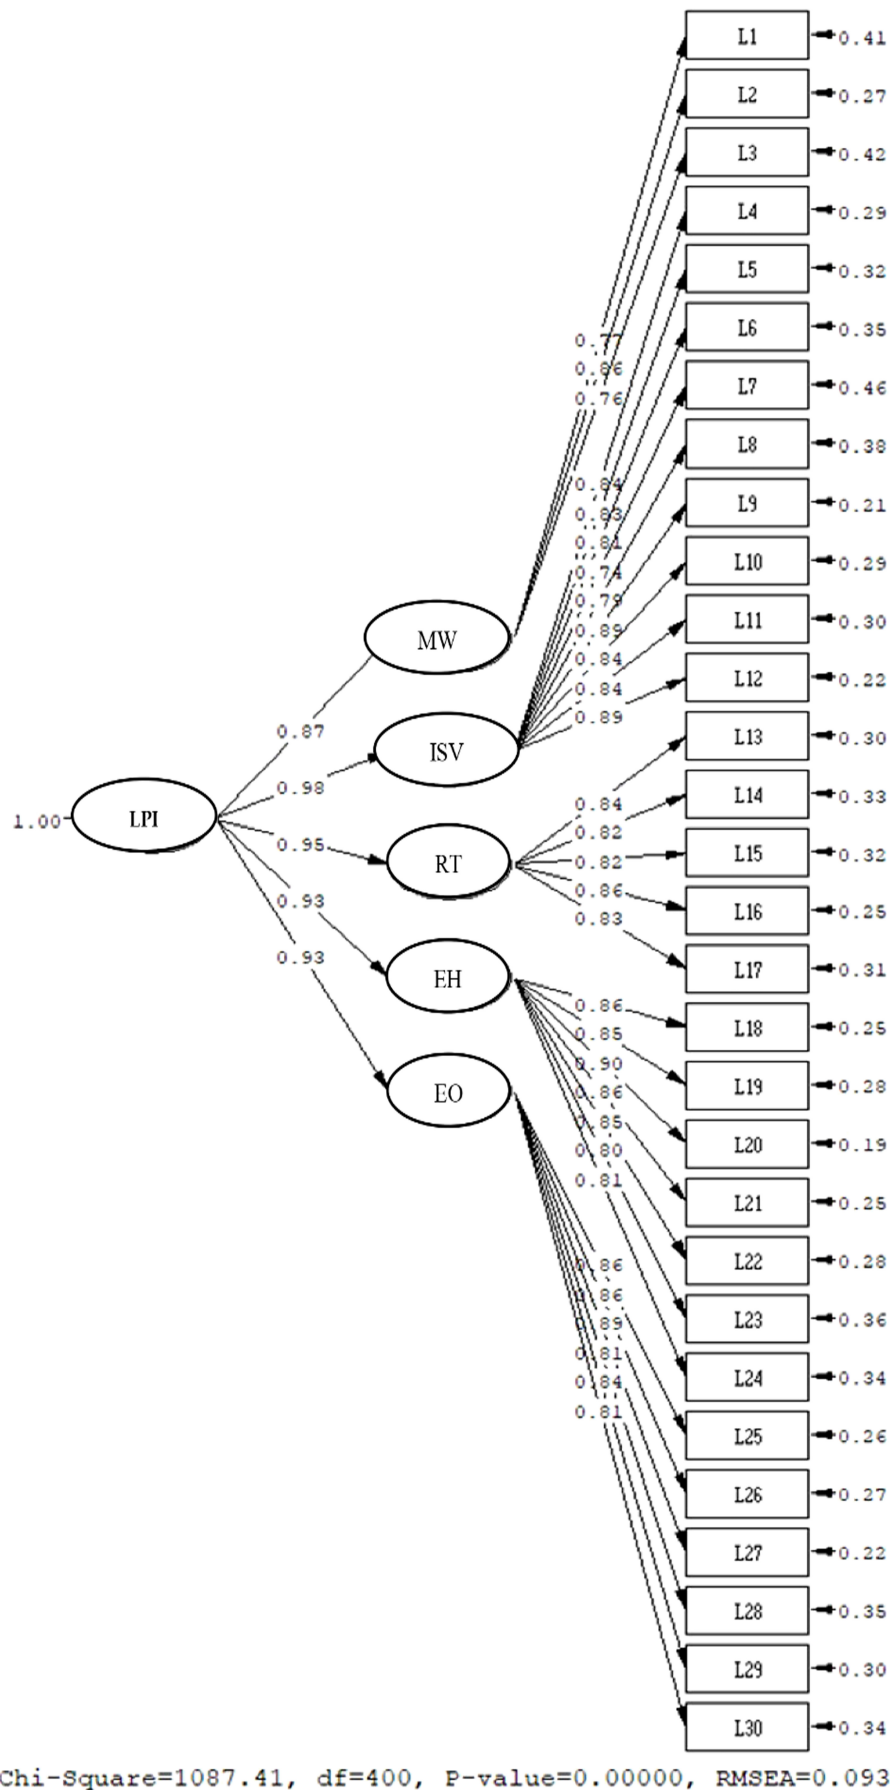 L1 0.41
L2 0.27
L3 0.42
L4 0.29
L5 0.32
L6 0.35
L7 0.46
L8 0.38
L9 0.21
L10 0.29
L11 0.30
L12 0.22
L13 0.30
L14 0.33
L15 0.32
L16 0.25
L17 0.31
L18 0.25
L19 0.28
L20 0.19
L21 0.25
L22 0.28
L23 0.36
L24 0.34
L25 0.26
L26 0.27
L27 0.22
L28 0.35
L29 0.30
L30 0.34
0.77
0.86
0.76
0.84
0.83
0.81
0.74
0.79
0.89
0.84
0.84
0.89
0.84
0.82
0.82
0.86
0.83
0.86
0.85
0.90
0.86
0.85
0.80
0.81
0.86
0.86
0.89
0.81
0.84
0.81
MW
ISV
RT
EH
EO
0.87
0.98
0.95
0.93
0.93
1.00 LPI
Chi-Square=1087.41, df=400, P-value=0.00000, RMSEA=0.093